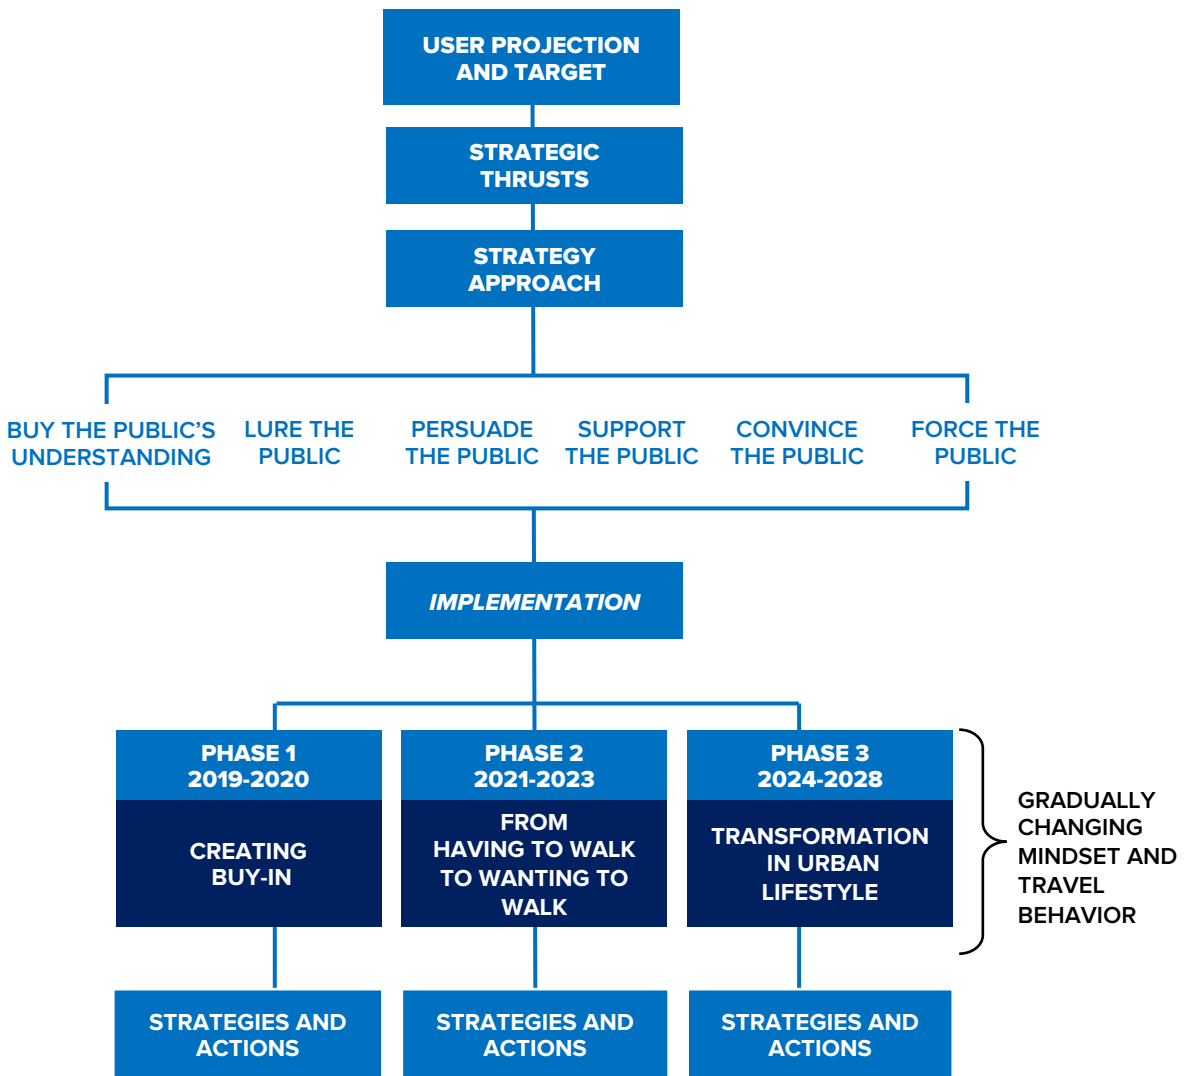 USER PROJECTION
AND TARGET
STRATEGIC
THRUSTS
STRATEGY
APPROACH
BUY THE PUBLIC’S
UNDERSTANDING
LURE THE
PUBLIC
PERSUADE
THE PUBLIC
SUPPORT
THE PUBLIC
CONVINCE
THE PUBLIC
FORCE THE
PUBLIC
IMPLEMENTATION
PHASE 1
2019-2020
CREATING
BUY-IN
PHASE 2
2021-2023
FROM
HAVING TO WALK
TO WANTING TO
WALK
PHASE 3
2024-2028
TRANSFORMATION
IN URBAN
LIFESTYLE
GRADUALLY
CHANGING
MINDSET AND
TRAVEL
BEHAVIOR
STRATEGIES AND
ACTIONS
STRATEGIES AND
ACTIONS
STRATEGIES AND
ACTIONS